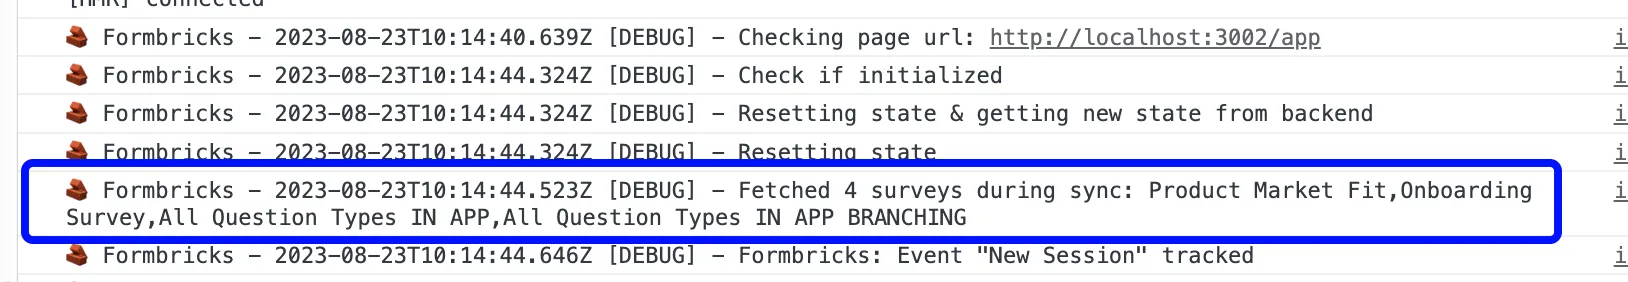 [HMR] connected
Formbricks - 2023-08-23T10:14:40.639Z [DEBUG] - Checking page url: http://localhost:3002/app i
Formbricks - 2023-08-23T10:14:44.324Z [DEBUG] - Check if initialized i
Formbricks - 2023-08-23T10:14:44.324Z [DEBUG] - Resetting state & getting new state from backend i
Formbricks - 2023-08-23T10:14:44.324Z [DEBUG] - Resetting state i
Formbricks - 2023-08-23T10:14:44.523Z [DEBUG] - Fetched 4 surveys during sync: Product Market Fit,Onboarding i
Survey,All Question Types IN APP,All Question Types IN APP BRANCHING
Formbricks - 2023-08-23T10:14:44.646Z [DEBUG] - Formbricks: Event "New Session" tracked i